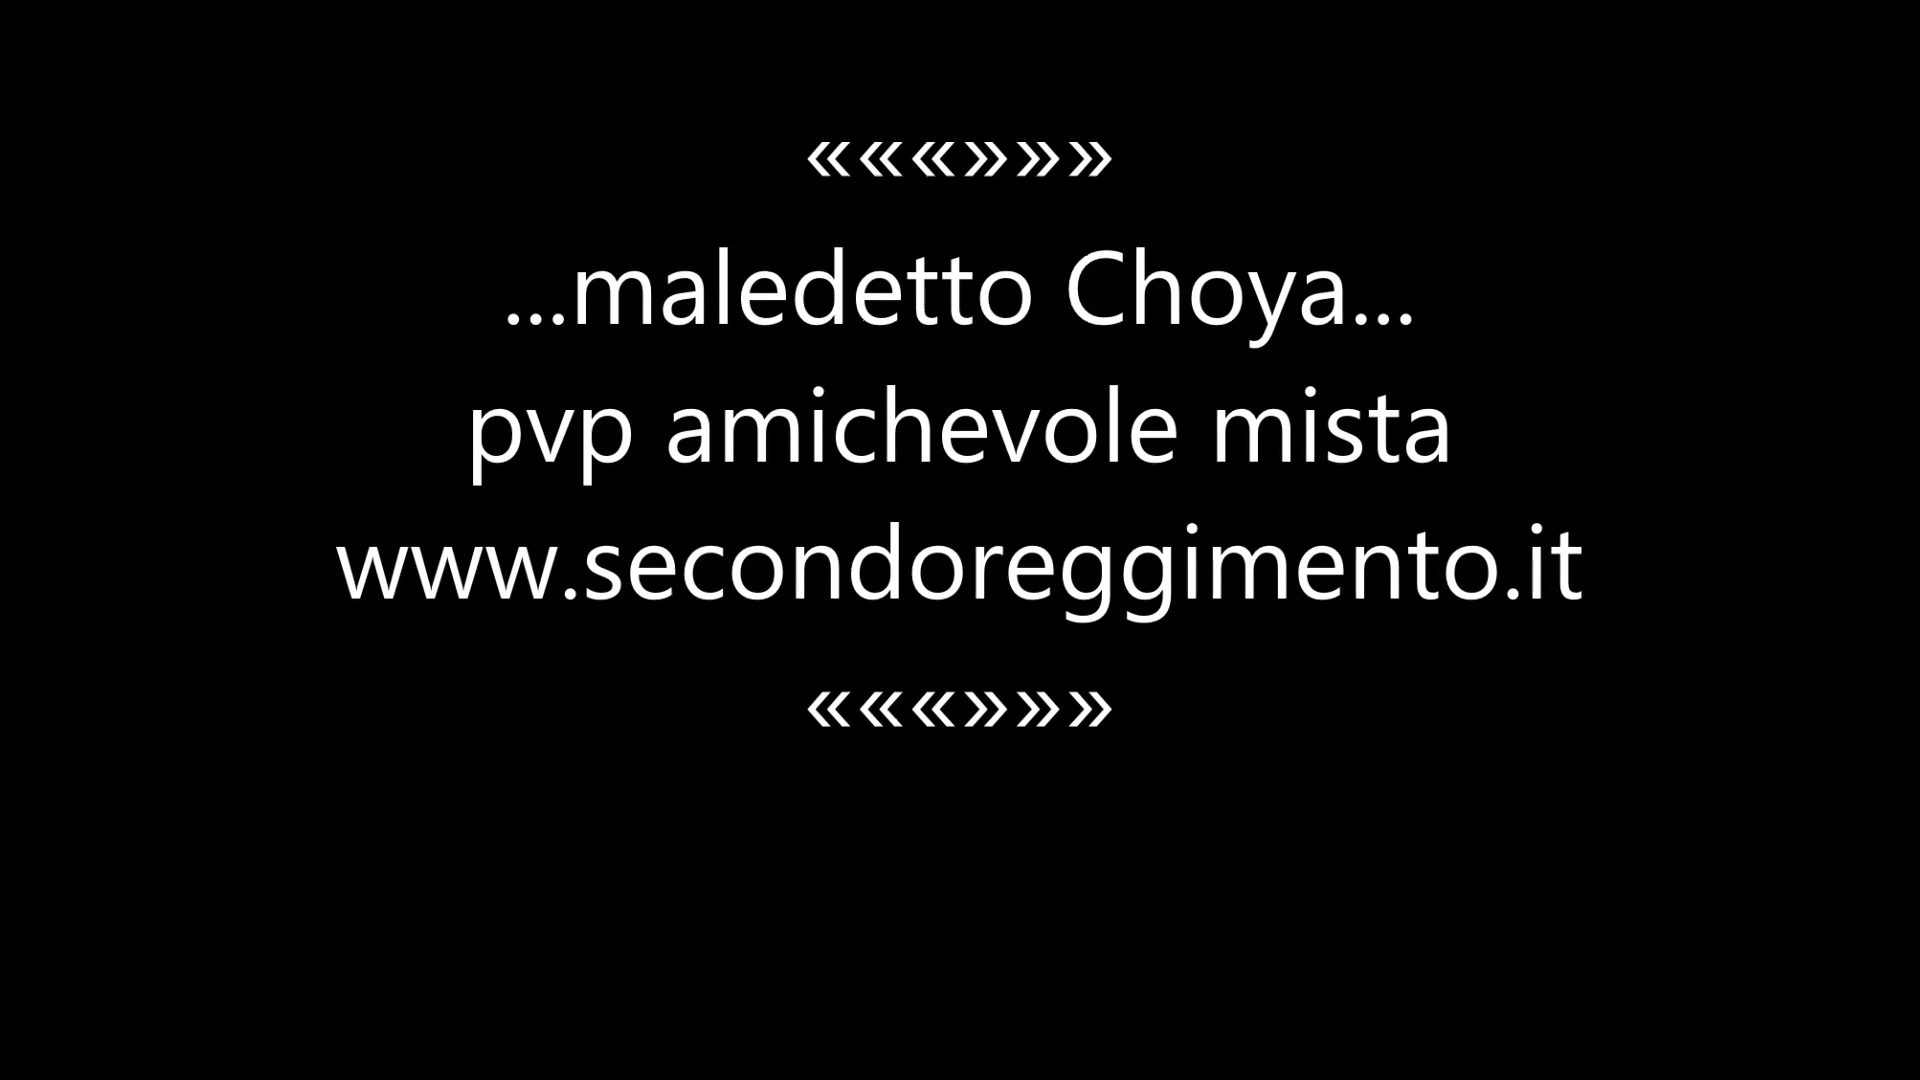 «««»»»
...maledetto Choya...
pvp amichevole mista
www.secondoreggimento.it
«««»»»